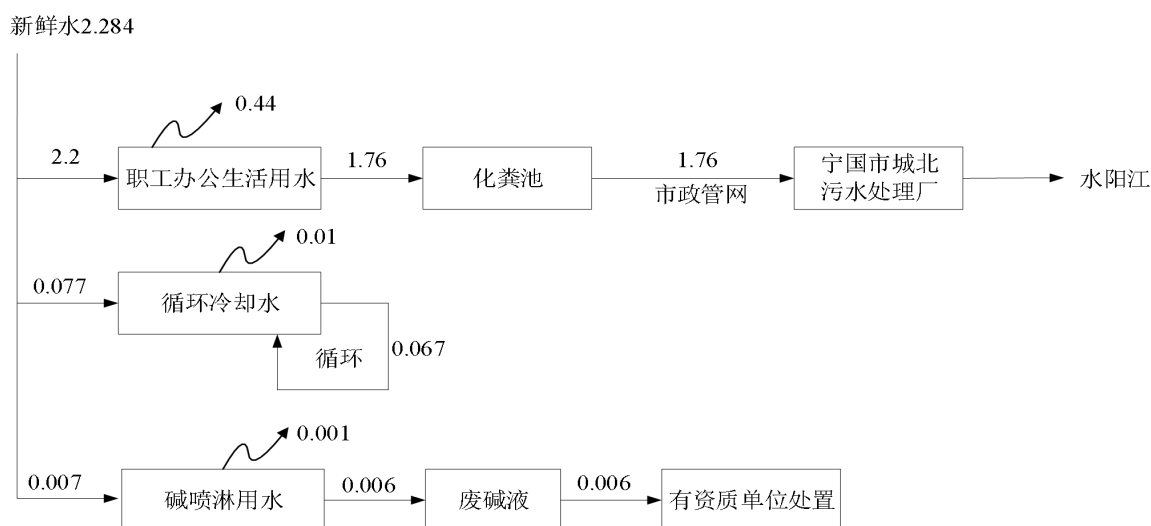 新鲜水2.284
0.44
2.2
职工办公生活用水
1.76
化粪池
1.76
市政管网
宁国市城北
污水处理厂
水阳江
0.01
0.077
循环冷却水
循环
0.067
0.001
0.007
碱喷淋用水
0.006
废碱液
0.006
有资质单位处置